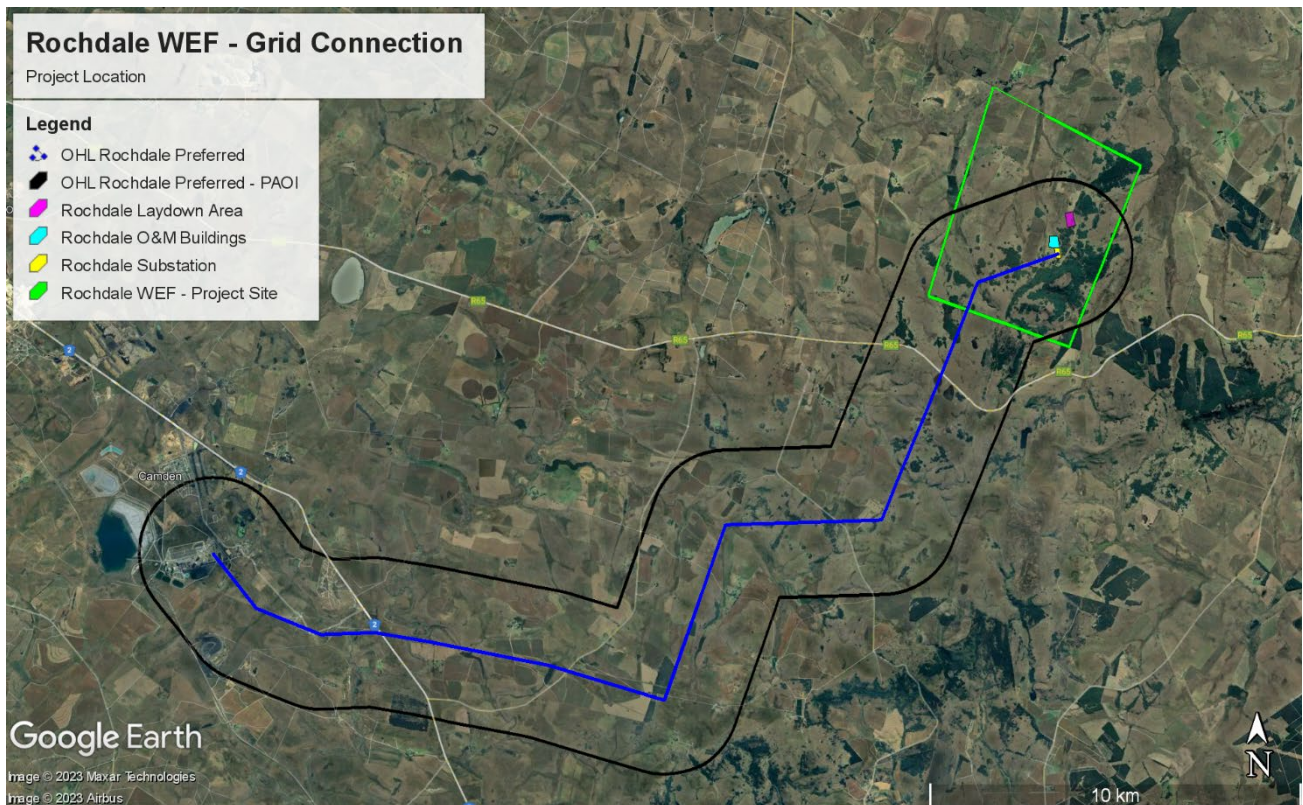 Rochdale WEF - Grid Connection
Project Location
Legend
OHL Rochdale Preferred
OHL Rochdale Preferred - PAOI
Rochdale Laydown Area
Rochdale O&M Buildings
Rochdale Substation
Rochdale WEF - Project Site
R65
R65
R65
R65
R65
2
2
Camden
2
Google Earth
Image © 2023 Maxar Technologies
Image © 2023 Airbus
10 km
N